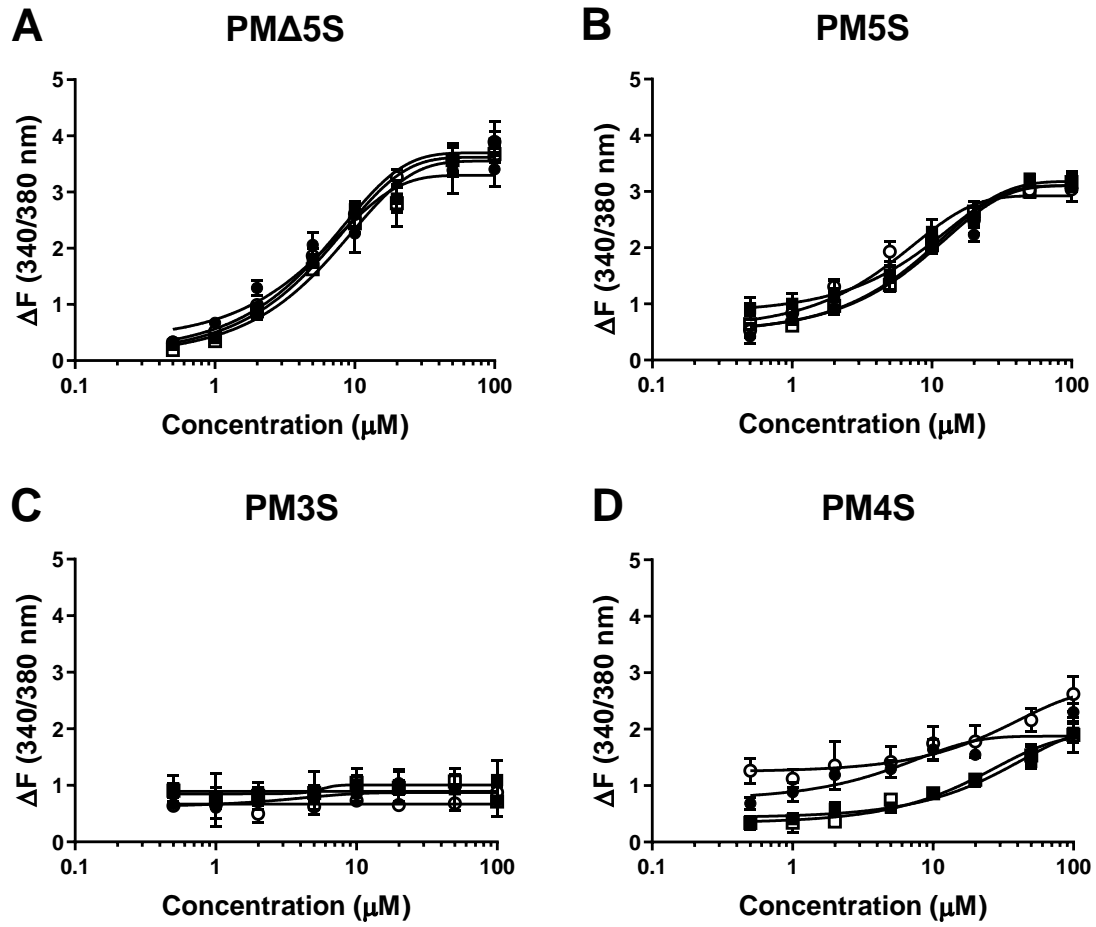 A
PMΔ5S
5
4
3
2
1
0
ΔF (340/380 nm)
0.1
1
10
100
Concentration (μM)
B
PM5S
5
4
3
2
1
0
ΔF (340/380 nm)
0.1
1
10
100
Concentration (μM)
C
PM3S
5
4
3
2
1
0
ΔF (340/380 nm)
0.1
1
10
100
Concentration (μM)
D
PM4S
5
4
3
2
1
0
ΔF (340/380 nm)
0.1
1
10
100
Concentration (μM)